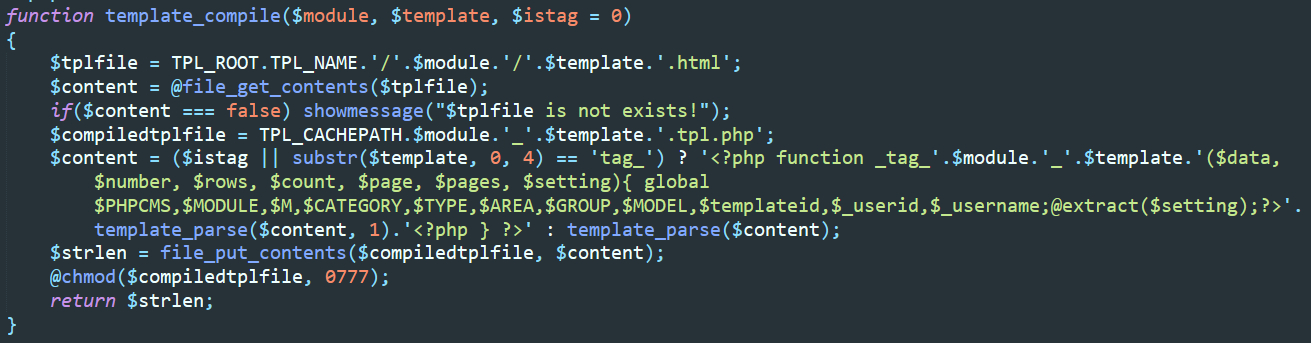 function template_compile($module, $template, $istag = 0)
{
    $tplfile = TPL_ROOT.TPL_NAME.'/'.$module.'/'.$template.'.html';
    $content = @file_get_contents($tplfile);
    if($content === false) showmessage("$tplfile is not exists!");
    $compiledtplfile = TPL_CACHEPATH.$module.'_'.$template.'.tpl.php';
    $content = ($istag || substr($template, 0, 4) == 'tag_') ? '<?php function _tag_'.$module.'_'.$template.'($data,
        $number, $rows, $count, $page, $pages, $setting){ global
        $PHPCMS,$MODULE,$M,$CATEGORY,$TYPE,$AREA,$GROUP,$MODEL,$templateid,$_userid,$_username;@extract($setting);?>'.
        template_parse($content, 1).'<?php } ?>' : template_parse($content);
    $strlen = file_put_contents($compiledtplfile, $content);
    @chmod($compiledtplfile, 0777);
    return $strlen;
}